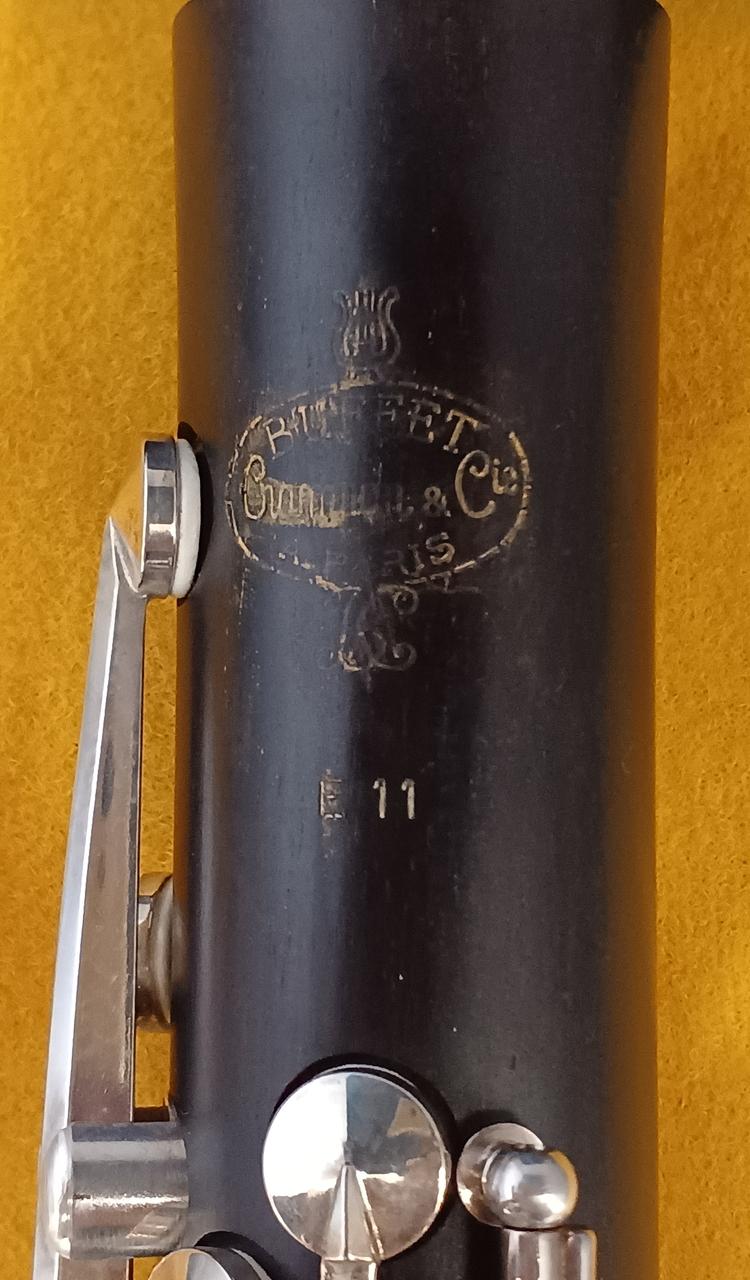 BUFFET
Crampon & Cie
PARIS
E 11